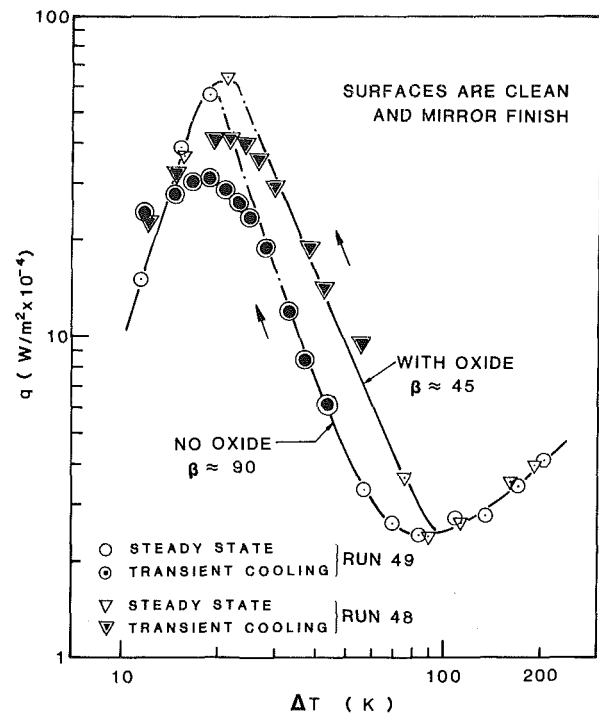 100
SURFACES ARE CLEAN
AND MIRROR FINISH
q ( W/m² x 10⁻⁴ )
10
WITH OXIDE
β ≈ 45
NO OXIDE
β ≈ 90
STEADY STATE
TRANSIENT COOLING
RUN 49
STEADY STATE
TRANSIENT COOLING
RUN 48
1
10
100
200
ΔT ( K )